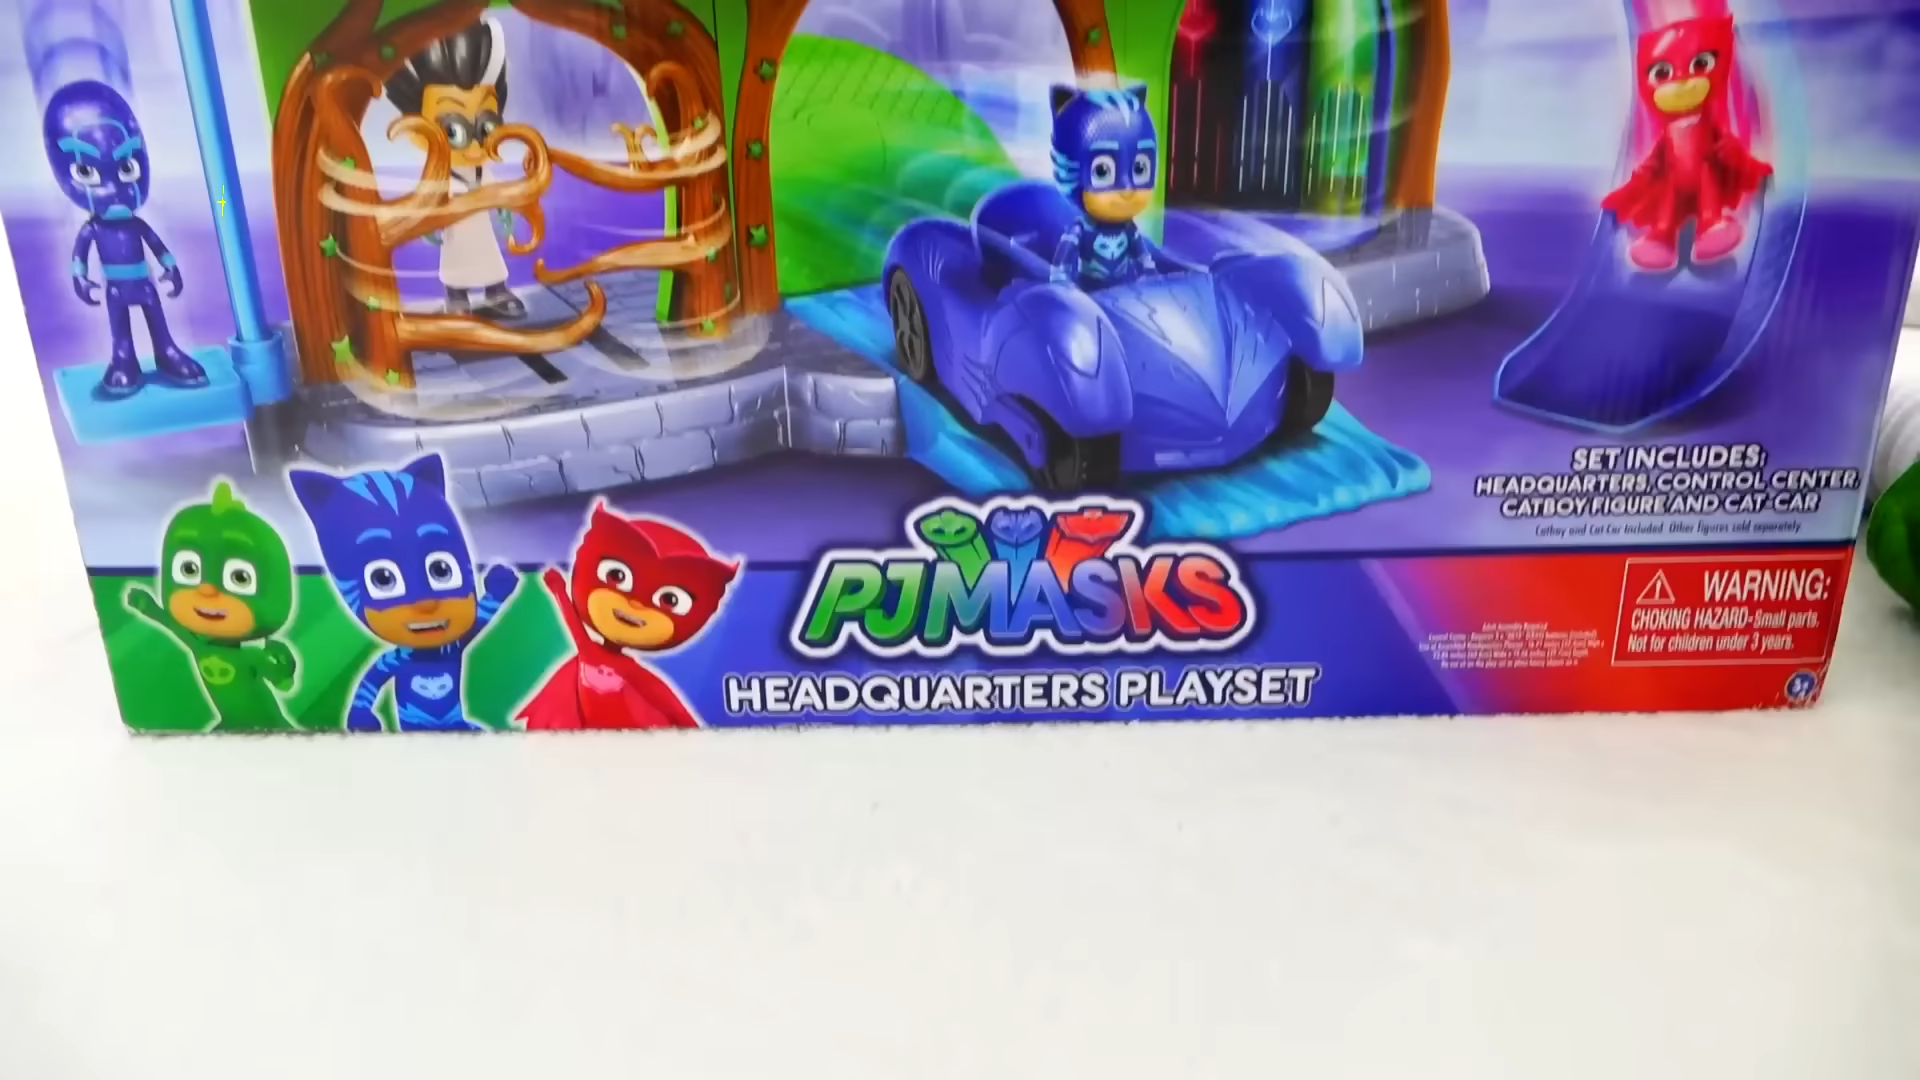 SET INCLUDES:
HEADQUARTERS, CONTROL CENTER,
CATBOY FIGURE AND CAT-CAR
Catboy and Cat Car Included. Other figures sold separately.
PJMASKS
HEADQUARTERS PLAYSET
WARNING:
CHOKING HAZARD-Small parts.
Not for children under 3 years.
3+